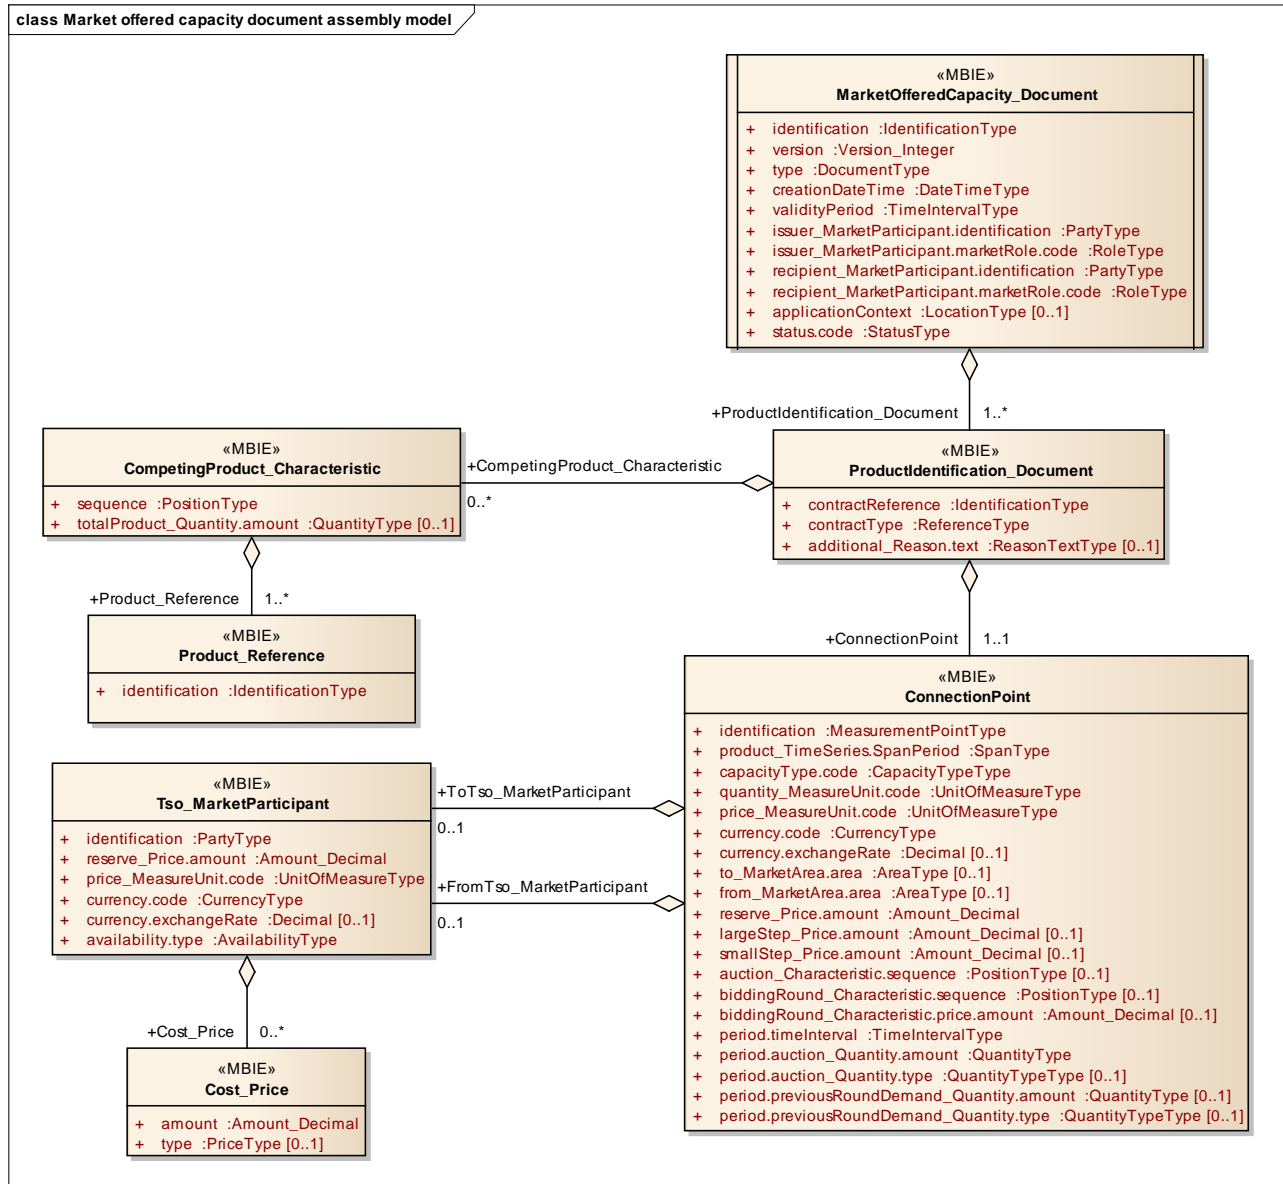 class Market offered capacity document assembly model
«MBIE»
MarketOfferedCapacity_Document
+ identification :IdentificationType
+ version :Version_Integer
+ type :DocumentType
+ creationDateTime :DateTimeType
+ validityPeriod :TimeIntervalType
+ issuer_MarketParticipant.identification :PartyType
+ issuer_MarketParticipant.marketRole.code :RoleType
+ recipient_MarketParticipant.identification :PartyType
+ recipient_MarketParticipant.marketRole.code :RoleType
+ applicationContext :LocationType [0..1]
+ status.code :StatusType
+ProductIdentification_Document 1..*
«MBIE»
ProductIdentification_Document
+ contractReference :IdentificationType
+ contractType :ReferenceType
+ additional_Reason.text :ReasonTextType [0..1]
+CompetingProduct_Characteristic
0..*
«MBIE»
CompetingProduct_Characteristic
+ sequence :PositionType
+ totalProduct_Quantity.amount :QuantityType [0..1]
+Product_Reference 1..*
«MBIE»
Product_Reference
+ identification :IdentificationType
+ConnectionPoint 1..1
«MBIE»
ConnectionPoint
+ identification :MeasurementPointType
+ product_TimeSeries.SpanPeriod :SpanType
+ capacityType.code :CapacityTypeType
+ quantity_MeasureUnit.code :UnitOfMeasureType
+ price_MeasureUnit.code :UnitOfMeasureType
+ currency.code :CurrencyType
+ currency.exchangeRate :Decimal [0..1]
+ to_MarketArea.area :AreaType [0..1]
+ from_MarketArea.area :AreaType [0..1]
+ reserve_Price.amount :Amount_Decimal
+ largeStep_Price.amount :Amount_Decimal [0..1]
+ smallStep_Price.amount :Amount_Decimal [0..1]
+ auction_Characteristic.sequence :PositionType [0..1]
+ biddingRound_Characteristic.sequence :PositionType [0..1]
+ biddingRound_Characteristic.price.amount :Amount_Decimal [0..1]
+ period.timeInterval :TimeIntervalType
+ period.auction_Quantity.amount :QuantityType
+ period.auction_Quantity.type :QuantityTypeType [0..1]
+ period.previousRoundDemand_Quantity.amount :QuantityType [0..1]
+ period.previousRoundDemand_Quantity.type :QuantityTypeType [0..1]
+ToTso_MarketParticipant
0..1
+FromTso_MarketParticipant
0..1
«MBIE»
Tso_MarketParticipant
+ identification :PartyType
+ reserve_Price.amount :Amount_Decimal
+ price_MeasureUnit.code :UnitOfMeasureType
+ currency.code :CurrencyType
+ currency.exchangeRate :Decimal [0..1]
+ availability.type :AvailabilityType
+Cost_Price 0..*
«MBIE»
Cost_Price
+ amount :Amount_Decimal
+ type :PriceType [0..1]